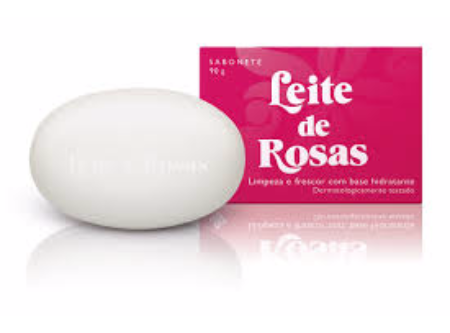 SABONETE
90 g
Leite
de
Rosas
Limpeza e frescor com base hidratante
Dermatologicamente testado